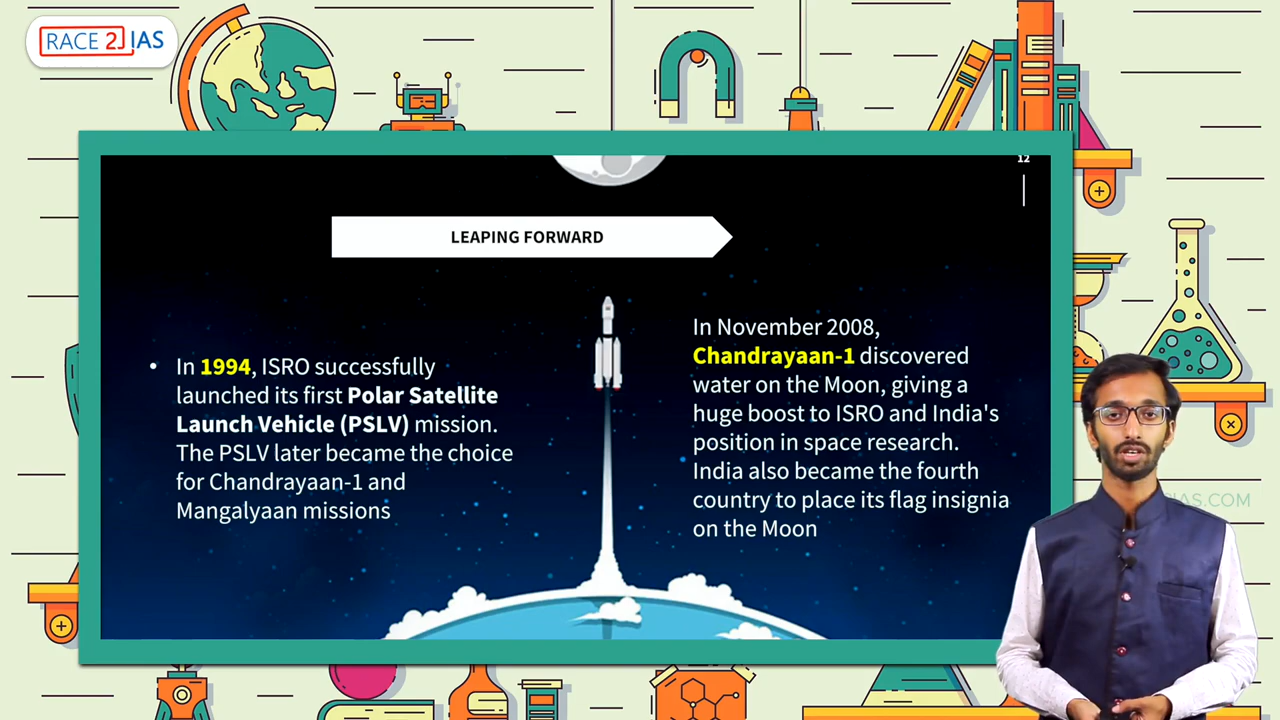 RACE 2 IAS
12
LEAPING FORWARD
• In 1994, ISRO successfully
launched its first Polar Satellite
Launch Vehicle (PSLV) mission.
The PSLV later became the choice
for Chandrayaan-1 and
Mangalyaan missions
In November 2008,
Chandrayaan-1 discovered
water on the Moon, giving a
huge boost to ISRO and India's
position in space research.
India also became the fourth
country to place its flag insignia
on the Moon
IAS.COM